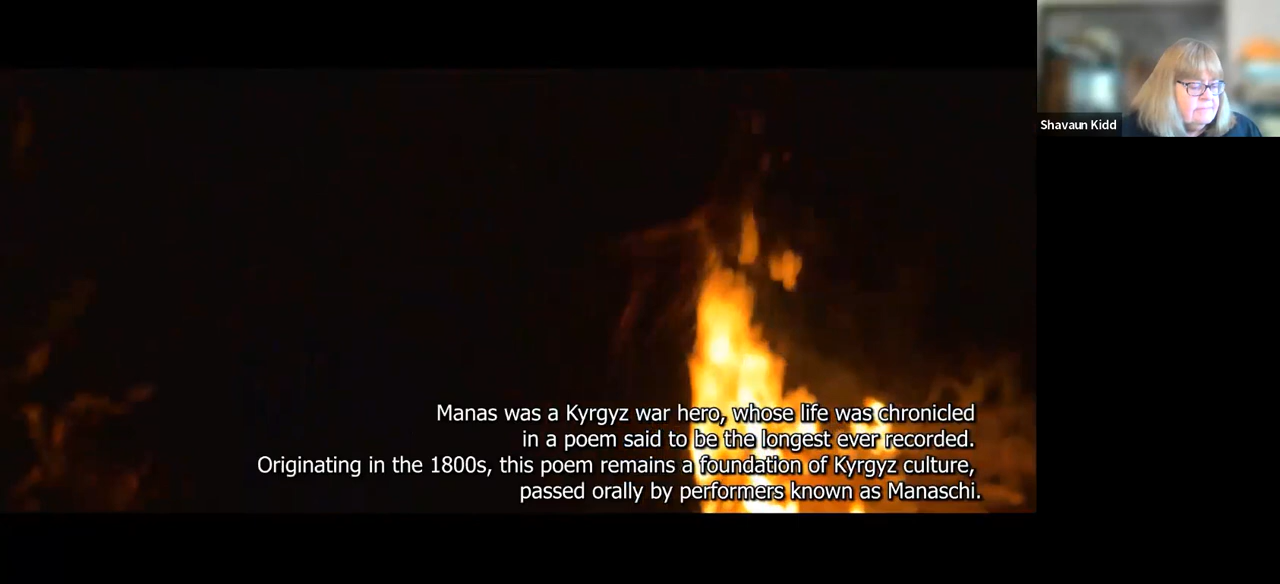 Shavaun Kidd
Manas was a Kyrgyz war hero, whose life was chronicled
in a poem said to be the longest ever recorded.
Originating in the 1800s, this poem remains a foundation of Kyrgyz culture,
passed orally by performers known as Manaschi.